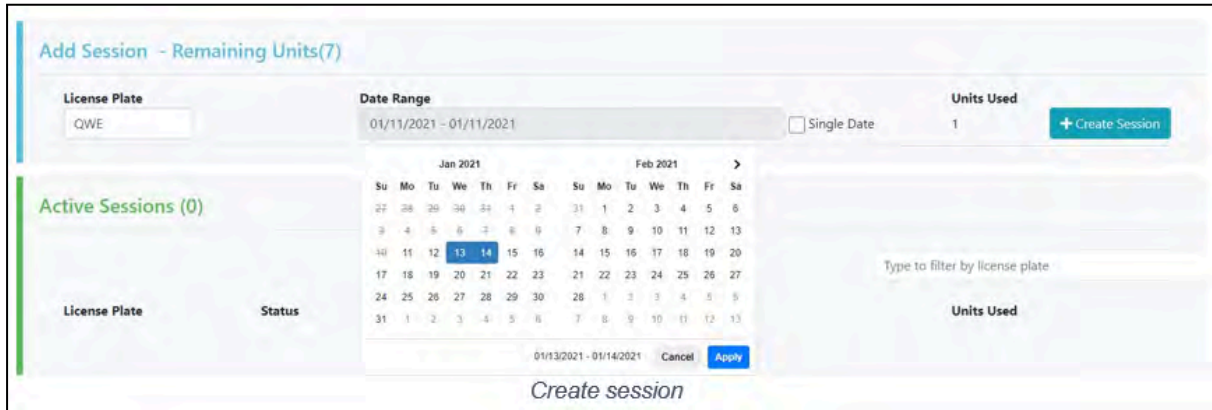 Add Session - Remaining Units(7)
License Plate Date Range Units Used
QWE 01/11/2021 - 01/11/2021 Single Date 1 + Create Session
Jan 2021 Feb 2021 >
Su Mo Tu We Th Fr Sa Su Mo Tu We Th Fr Sa
27 28 29 30 31 1 2 31 1 2 3 4 5 6
3 4 5 6 7 8 9 7 8 9 10 11 12 13
10 11 12 13 14 15 16 14 15 16 17 18 19 20
17 18 19 20 21 22 23 21 22 23 24 25 26 27
24 25 26 27 28 29 30 28 1 2 3 4 5 6
31 1 2 3 4 5 6 7 8 9 10 11 12 13
01/13/2021 - 01/14/2021 Cancel Apply
Active Sessions (0)
Type to filter by license plate
License Plate Status Units Used
Create session